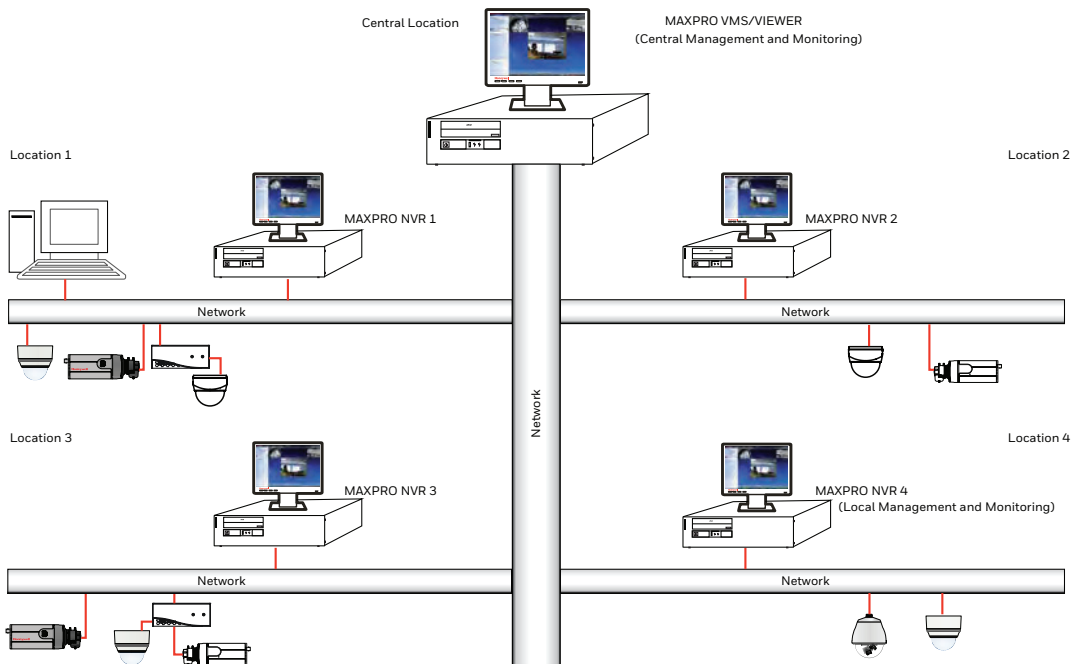 Central Location
MAXPRO VMS/VIEWER
(Central Management and Monitoring)
Location 1
Location 2
MAXPRO NVR 1
MAXPRO NVR 2
Network
Network
Network
Location 3
Location 4
MAXPRO NVR 3
MAXPRO NVR 4
(Local Management and Monitoring)
Network
Network